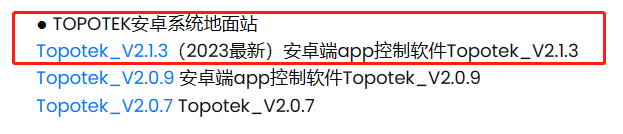 ● TOPOTEK安卓系统地面站
Topotek_V2.1.3（2023最新）安卓端app控制软件Topotek_V2.1.3
Topotek_V2.0.9 安卓端app控制软件Topotek_V2.0.9
Topotek_V2.0.7 Topotek_V2.0.7